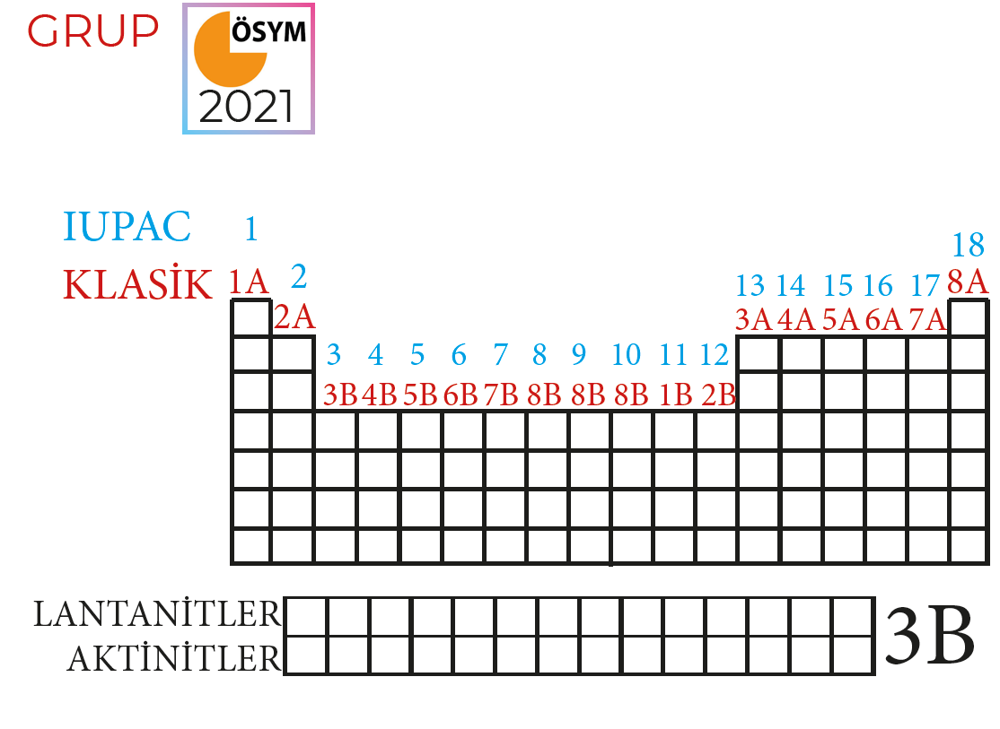 GRUP
ÖSYM
2021
IUPAC 1 2 3 4 5 6 7 8 9 10 11 12 13 14 15 16 17 18
KLASİK 1A 2A 3B 4B 5B 6B 7B 8B 8B 8B 1B 2B 3A 4A 5A 6A 7A 8A
LANTANİTLER
AKTİNİTLER
3B